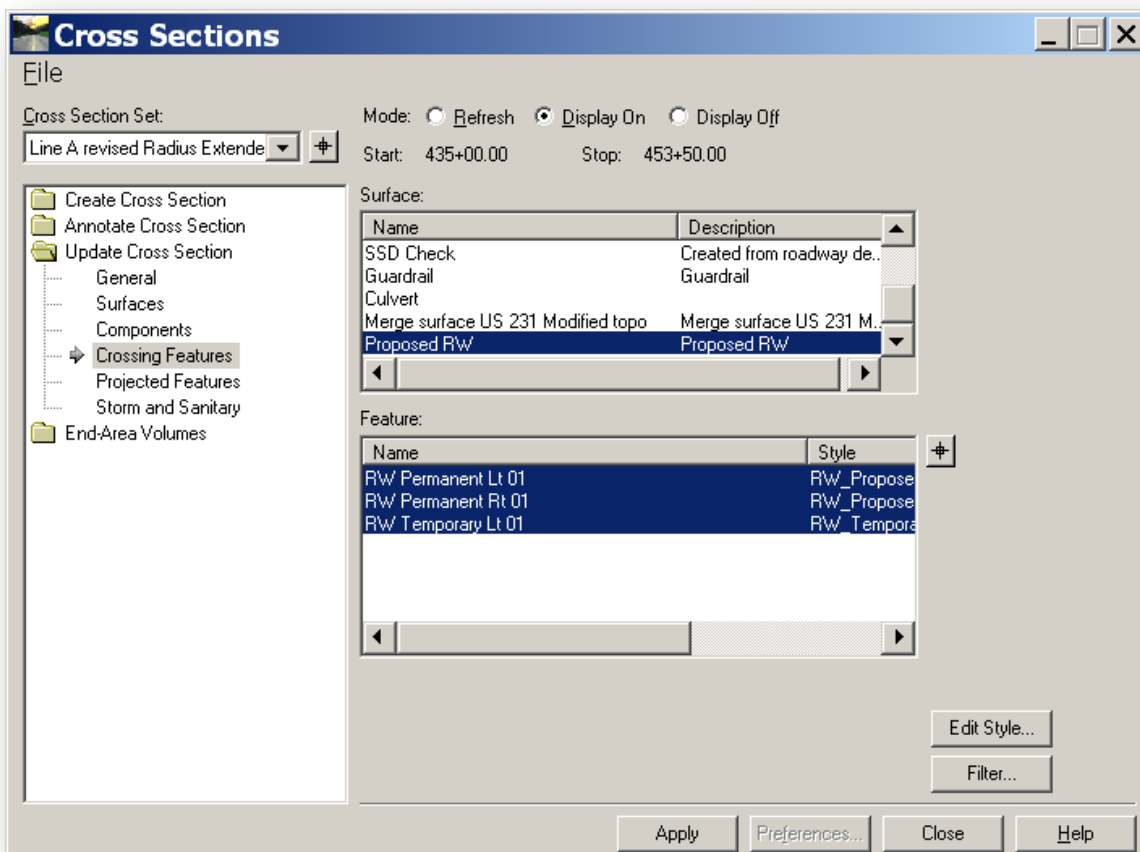 Cross Sections
File
Cross Section Set:
Line A revised Radius Extende
Mode: Refresh Display On Display Off
Start: 435+00.00 Stop: 453+50.00
Create Cross Section
Annotate Cross Section
Update Cross Section
General
Surfaces
Components
Crossing Features
Projected Features
Storm and Sanitary
End-Area Volumes
Surface:
Name Description
SSD Check Created from roadway de..
Guardrail Guardrail
Culvert
Merge surface US 231 Modified topo Merge surface US 231 M..
Proposed RW Proposed RW
Feature:
Name Style
RW Permanent Lt 01 RW_Propose
RW Permanent Rt 01 RW_Propose
RW Temporary Lt 01 RW_Tempora
Edit Style...
Filter...
Apply Preferences... Close Help